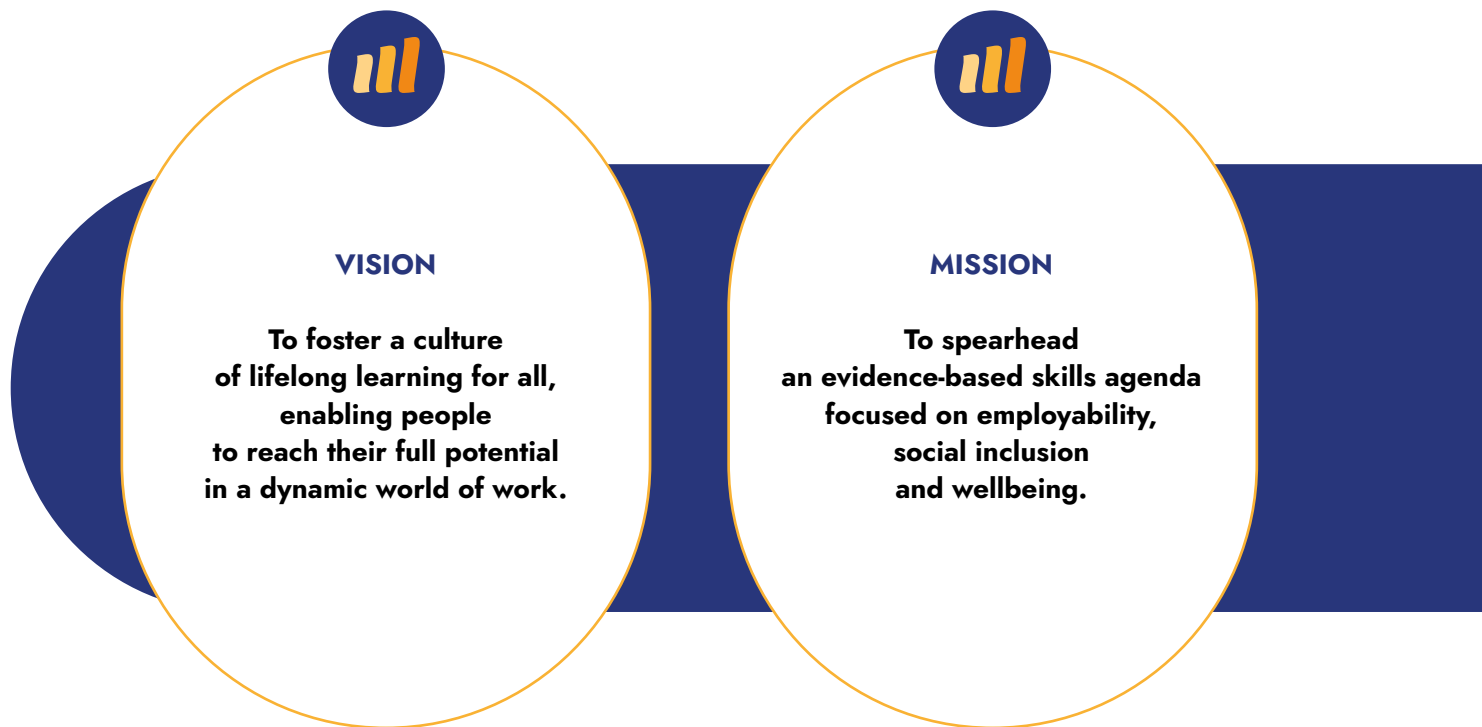 VISION
To foster a culture
of lifelong learning for all,
enabling people
to reach their full potential
in a dynamic world of work.
MISSION
To spearhead
an evidence-based skills agenda
focused on employability,
social inclusion
and wellbeing.